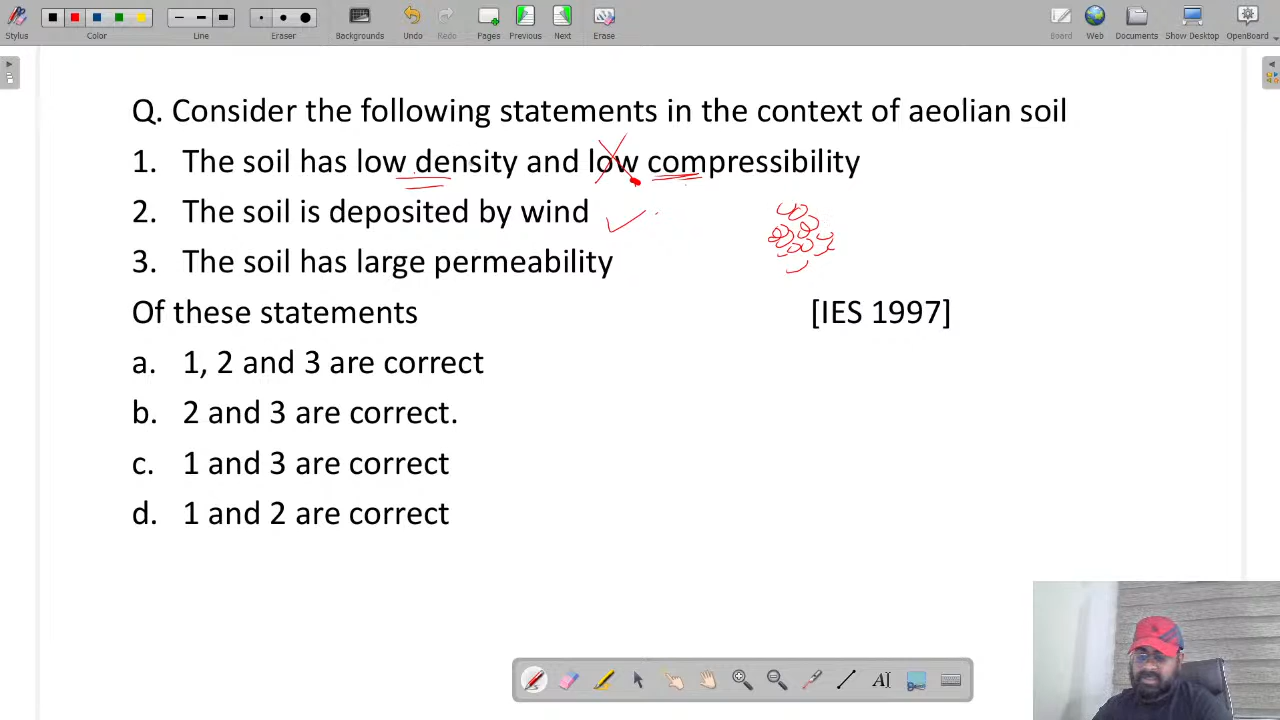 Stylus Color Line Eraser Backgrounds Undo Redo Pages Previous Next Erase Board Web Documents Show Desktop OpenBoard
Q. Consider the following statements in the context of aeolian soil
1. The soil has low density and low compressibility
2. The soil is deposited by wind
3. The soil has large permeability
Of these statements [IES 1997]
a. 1, 2 and 3 are correct
b. 2 and 3 are correct.
c. 1 and 3 are correct
d. 1 and 2 are correct